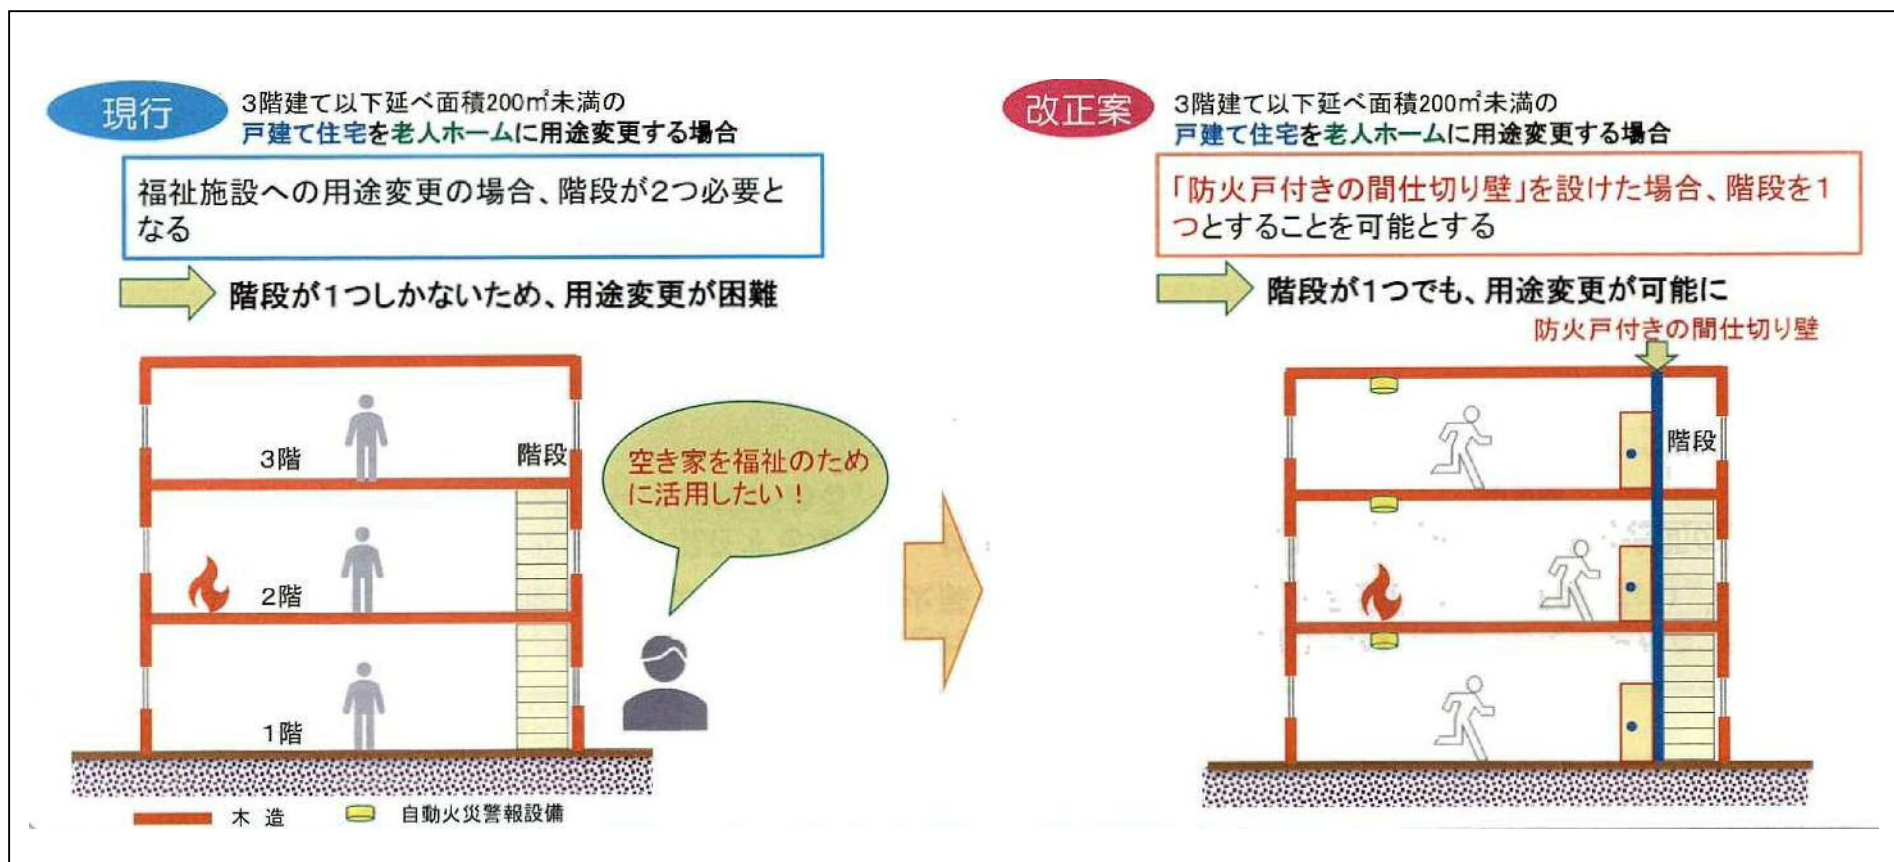 現行
3階建て以下延べ面積200㎡未満の
戸建て住宅を老人ホームに用途変更する場合
福祉施設への用途変更の場合、階段が2つ必要と
なる
階段が1つしかないため、用途変更が困難
3階
階段
2階
1階
空き家を福祉のため
に活用したい！
木 造
自動火災警報設備
改正案
3階建て以下延べ面積200㎡未満の
戸建て住宅を老人ホームに用途変更する場合
「防火戸付きの間仕切り壁」を設けた場合、階段を1
つとすることを可能とする
階段が1つでも、用途変更が可能に
防火戸付きの間仕切り壁
階段